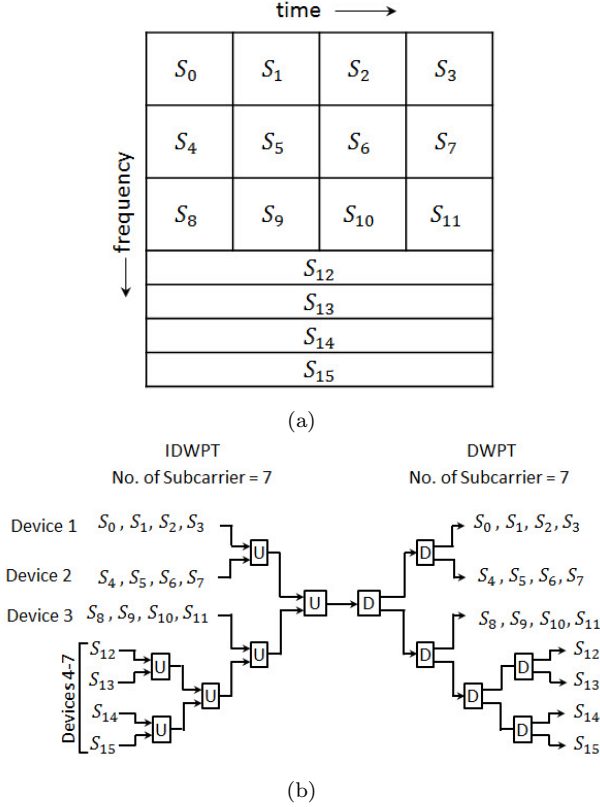 time
S0 S1 S2 S3
S4 S5 S6 S7
S8 S9 S10 S11
S12
S13
S14
S15
frequency
(a)
IDWPT
No. of Subcarrier = 7
DWPT
No. of Subcarrier = 7
Device 1 S0 , S1 , S2 , S3
Device 2 S4 , S5 , S6 , S7
Device 3 S8 , S9 , S10 , S11
Devices 4-7
S12
S13
S14
S15
U
U
U
U
U
U
D
D
D
D
D
D
S0 , S1 , S2 , S3
S4 , S5 , S6 , S7
S8 , S9 , S10 , S11
S12
S13
S14
S15
(b)